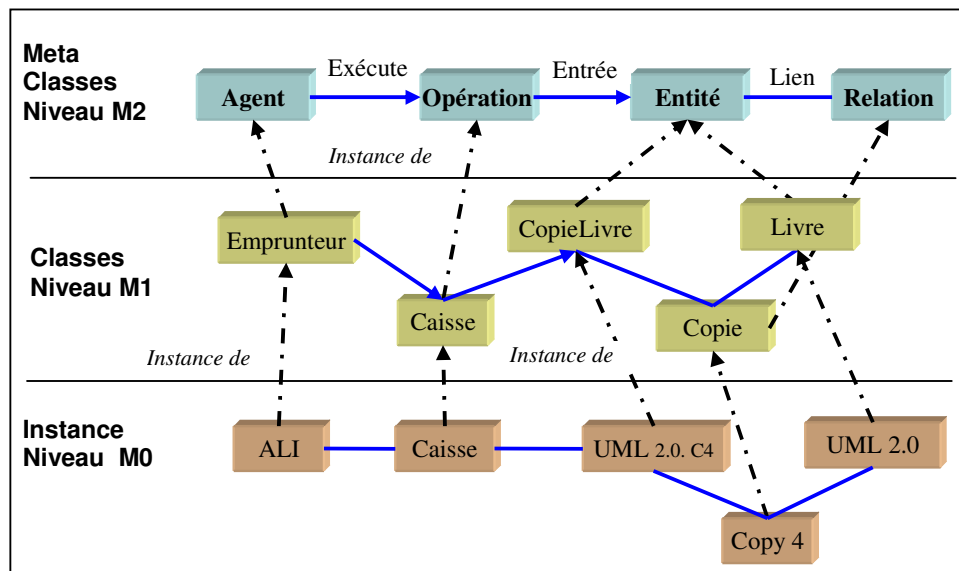 Meta
Classes
Niveau M2
Exécute
Entrée
Lien
Agent
Opération
Entité
Relation
Instance de
Classes
Niveau M1
Emprunteur
CopieLivre
Livre
Caisse
Copie
Instance de
Instance de
Instance
Niveau M0
ALI
Caisse
UML 2.0. C4
UML 2.0
Copy 4